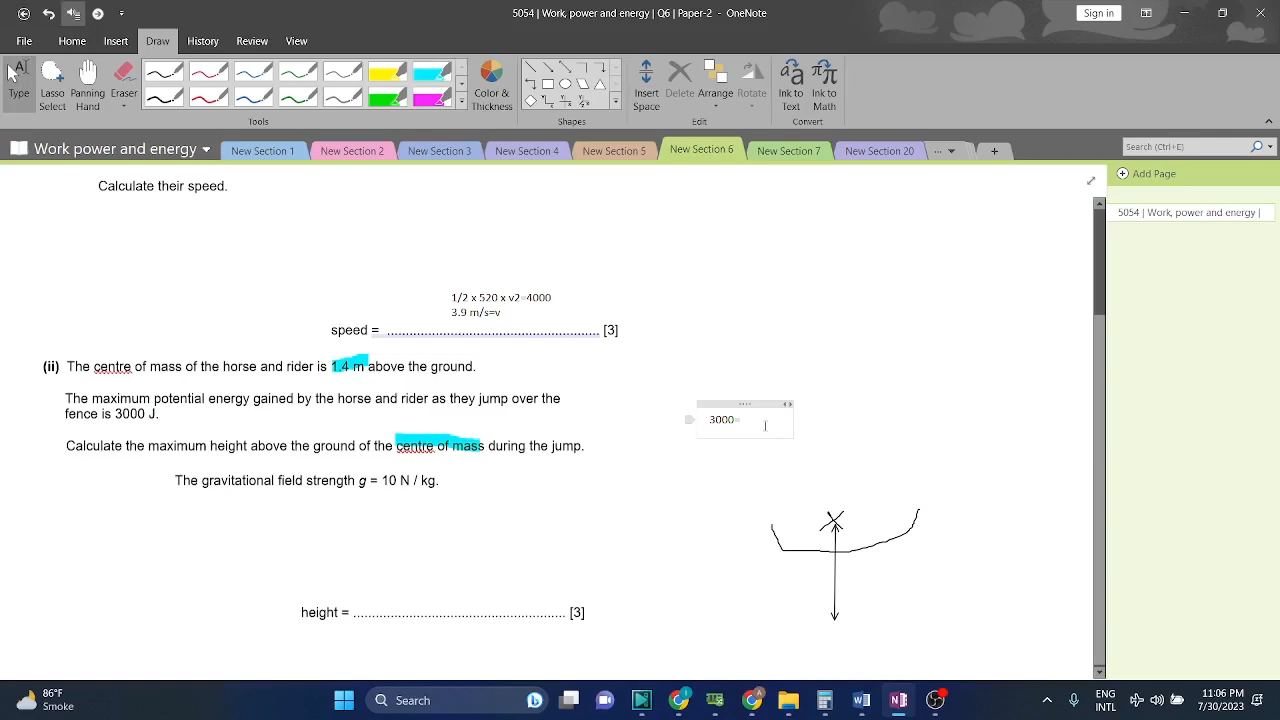 5054 | Work, power and energy | Q6 | Paper-2 - OneNote
Sign in
File Home Insert Draw History Review View
Type
Lasso Select
Panning Hand
Eraser
Color & Thickness
Insert Space
Delete
Arrange
Rotate
Ink to Text
Ink to Math
Tools
Shapes
Edit
Convert
Work power and energy
New Section 1
New Section 2
New Section 3
New Section 4
New Section 5
New Section 6
New Section 7
New Section 20
Search (Ctrl+E)
Add Page
5054 | Work, power and energy |
Calculate their speed.
1/2 x 520 x v2=4000
3.9 m/s=v
speed = ........................................................ [3]
(ii) The centre of mass of the horse and rider is 1.4 m above the ground.
The maximum potential energy gained by the horse and rider as they jump over the
fence is 3000 J.
3000=
Calculate the maximum height above the ground of the centre of mass during the jump.
The gravitational field strength g = 10 N / kg.
height = ........................................................ [3]
86°F
Smoke
Search
ENG
INTL
11:06 PM
7/30/2023